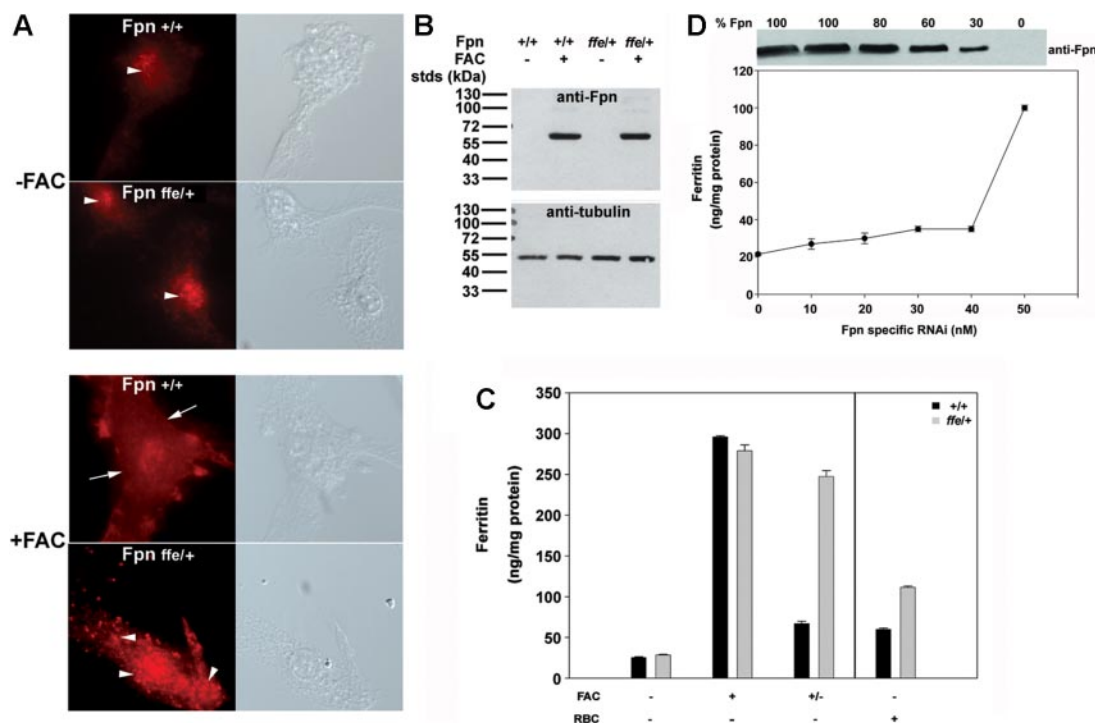 A
Fpn +/+
-FAC
Fpn ffe/+
Fpn +/+
+FAC
Fpn ffe/+
B
Fpn +/+ +/+ ffe/+ ffe/+
FAC - + - +
stds (kDa)
anti-Fpn
130
100
72
55
40
33
anti-tubulin
130
100
72
55
40
33
D
% Fpn 100 100 80 60 30 0
anti-Fpn
120
100
80
60
40
20
0
Ferritin
(ng/mg protein)
0 10 20 30 40 50
Fpn specific RNAi (nM)
C
350
300
250
200
150
100
50
0
Ferritin
(ng/mg protein)
+/+
ffe/+
FAC - + +/- -
RBC - - - +